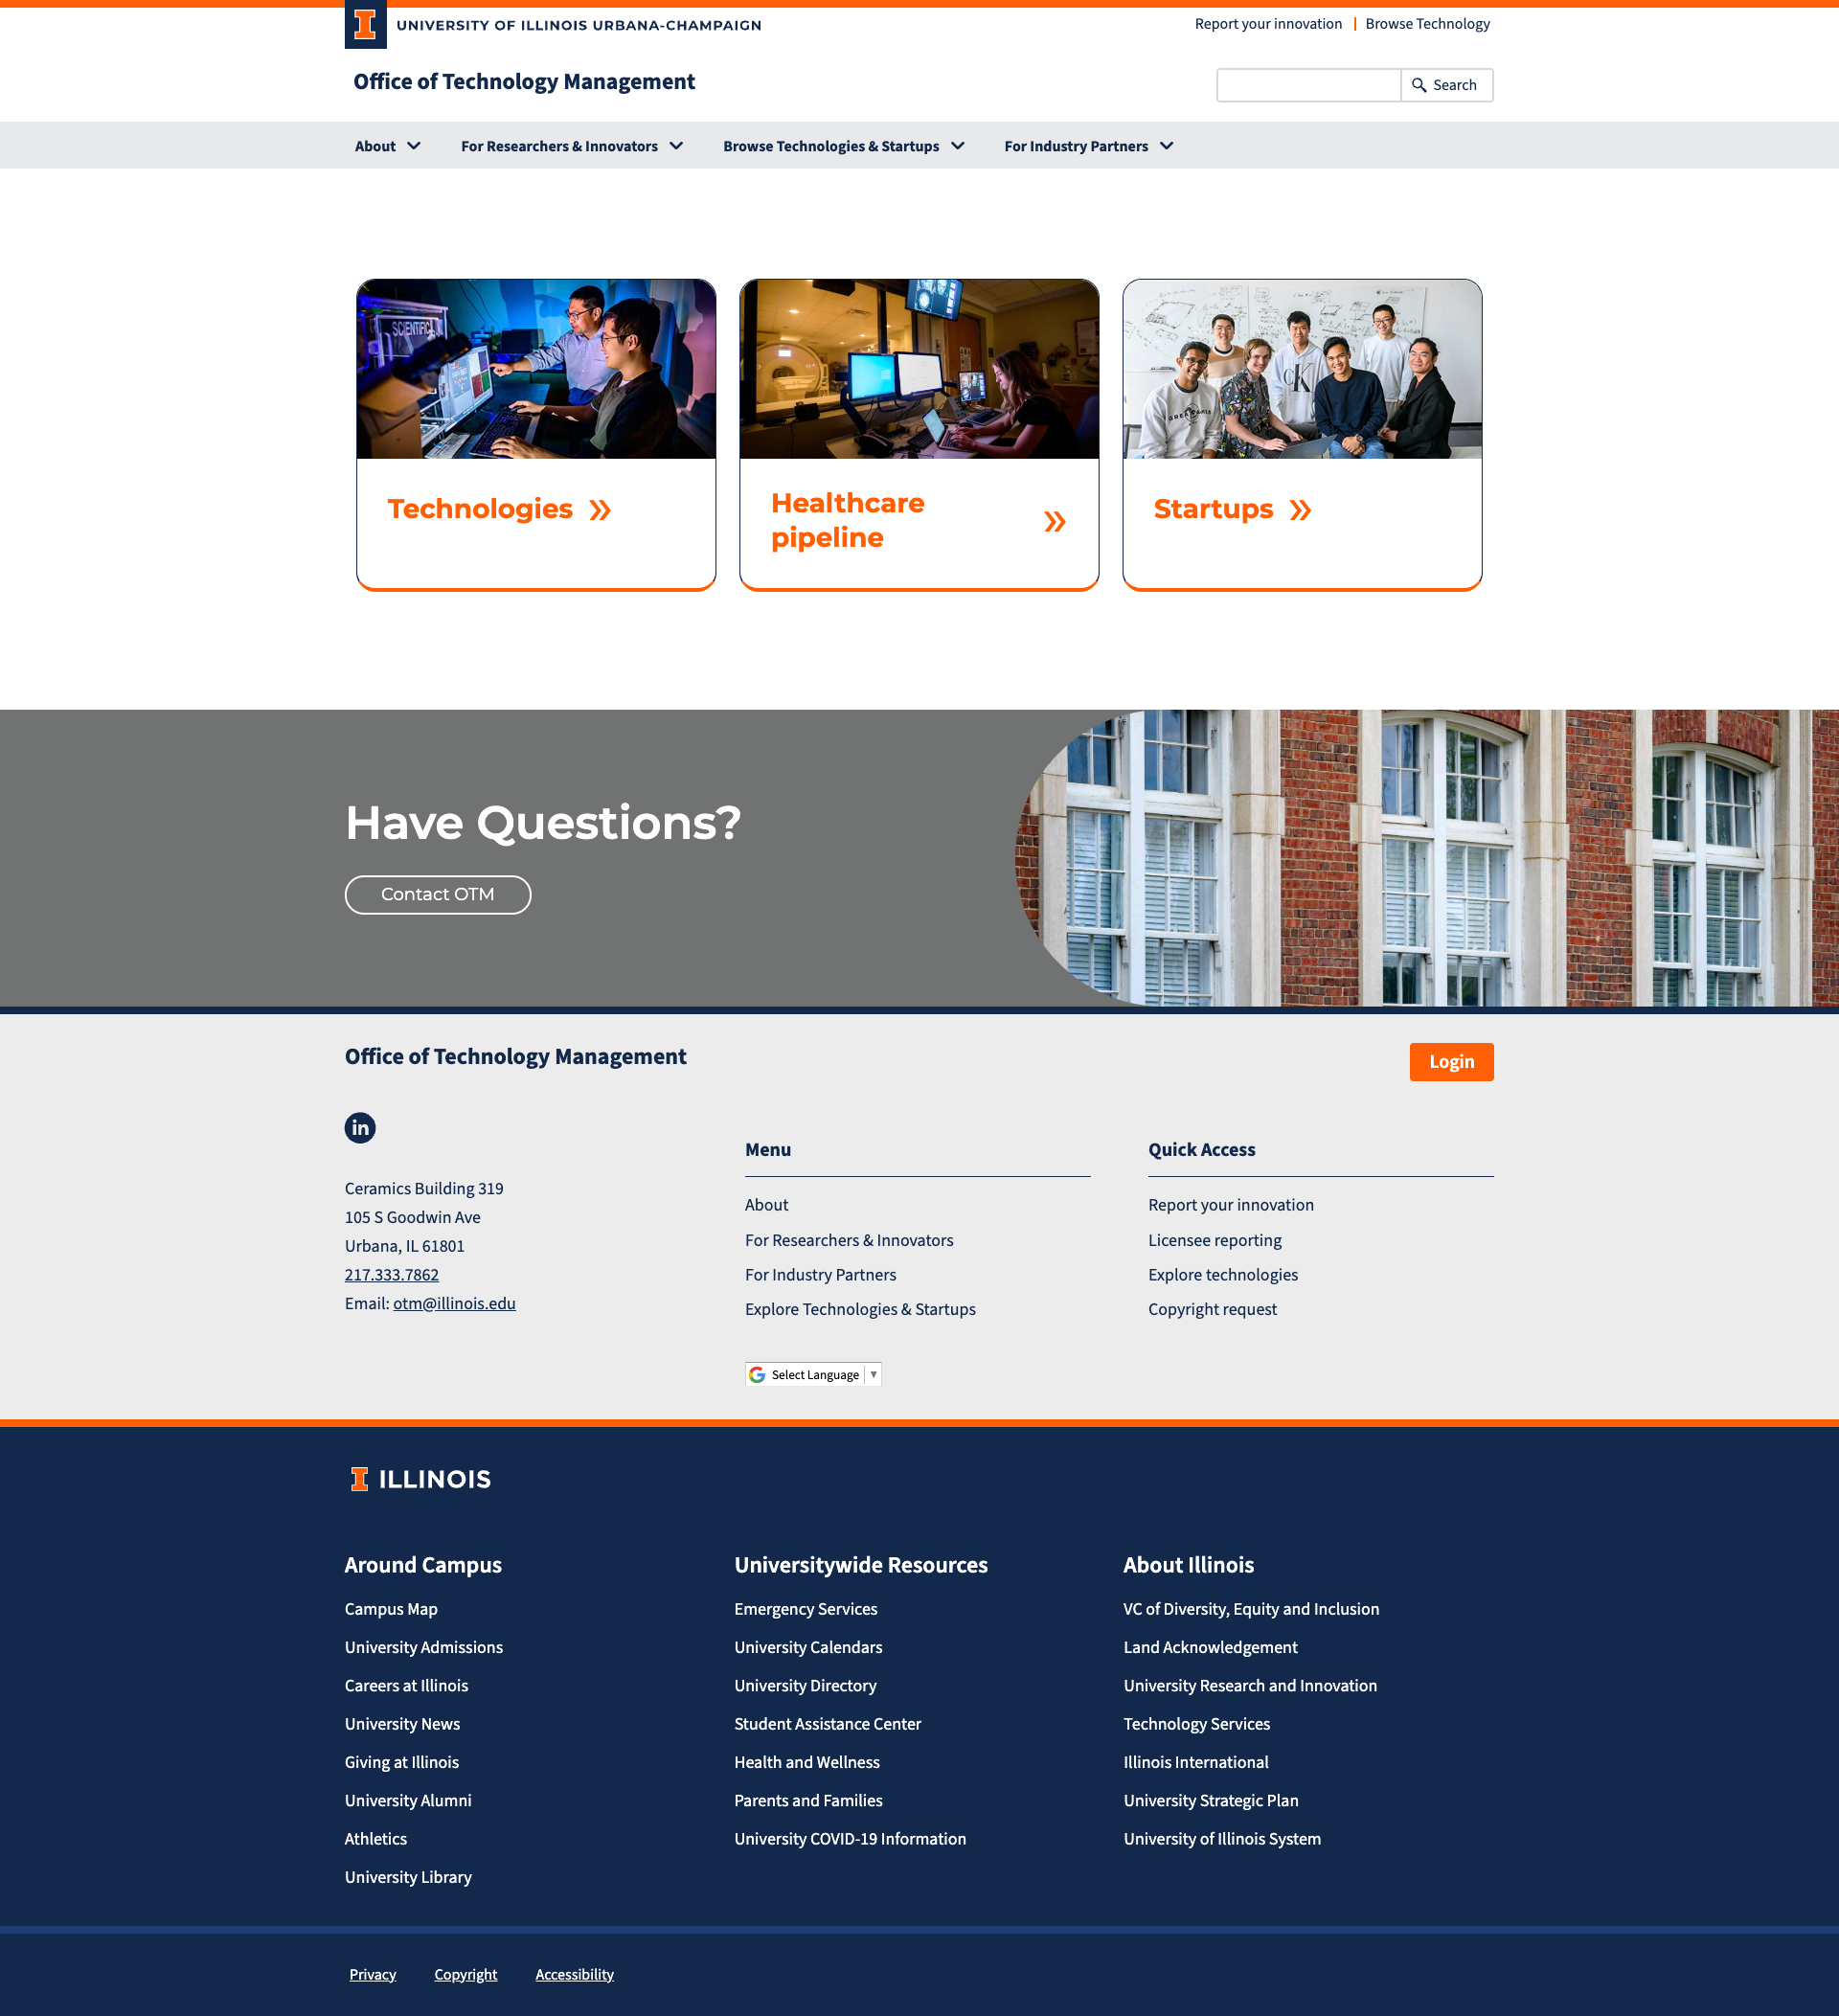 UNIVERSITY OF ILLINOIS URBANA-CHAMPAIGN
Report your innovation
Browse Technology
Office of Technology Management
Search
About
For Researchers & Innovators
Browse Technologies & Startups
For Industry Partners
SCIENTIFIC
CK
Technologies
Healthcare
pipeline
Startups
Have Questions?
Contact OTM
Office of Technology Management
Login
in
Ceramics Building 319
105 S Goodwin Ave
Urbana, IL 61801
217.333.7862
Email: otm@illinois.edu
Menu
About
For Researchers & Innovators
For Industry Partners
Explore Technologies & Startups
Select Language
Quick Access
Report your innovation
Licensee reporting
Explore technologies
Copyright request
ILLINOIS
Around Campus
Campus Map
University Admissions
Careers at Illinois
University News
Giving at Illinois
University Alumni
Athletics
University Library
Universitywide Resources
Emergency Services
University Calendars
University Directory
Student Assistance Center
Health and Wellness
Parents and Families
University COVID-19 Information
About Illinois
VC of Diversity, Equity and Inclusion
Land Acknowledgement
University Research and Innovation
Technology Services
Illinois International
University Strategic Plan
University of Illinois System
Privacy
Copyright
Accessibility